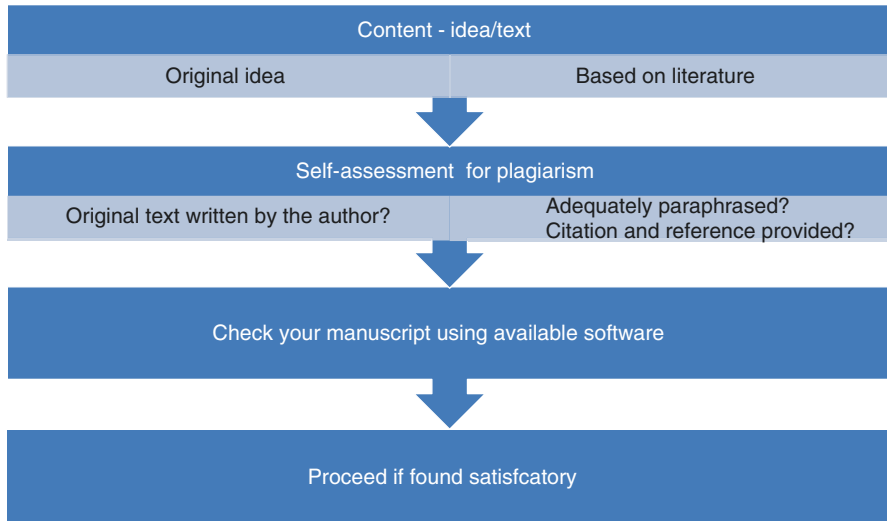 Content - idea/text
Original idea
Based on literature
Self-assessment for plagiarism
Original text written by the author?
Adequately paraphrased?
Citation and reference provided?
Check your manuscript using available software
Proceed if found satisfcatory